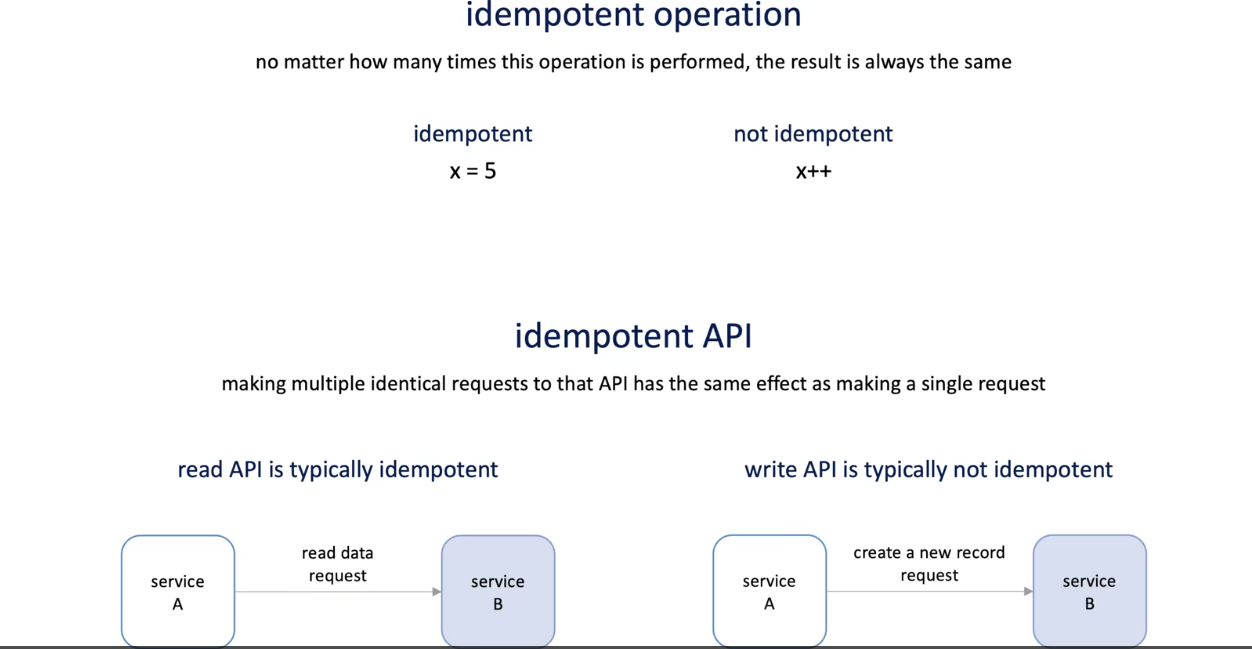 idempotent operation
no matter how many times this operation is performed, the result is always the same
idempotent
x = 5
not idempotent
x++
idempotent API
making multiple identical requests to that API has the same effect as making a single request
read API is typically idempotent
service
A
read data
request
service
B
write API is typically not idempotent
service
A
create a new record
request
service
B